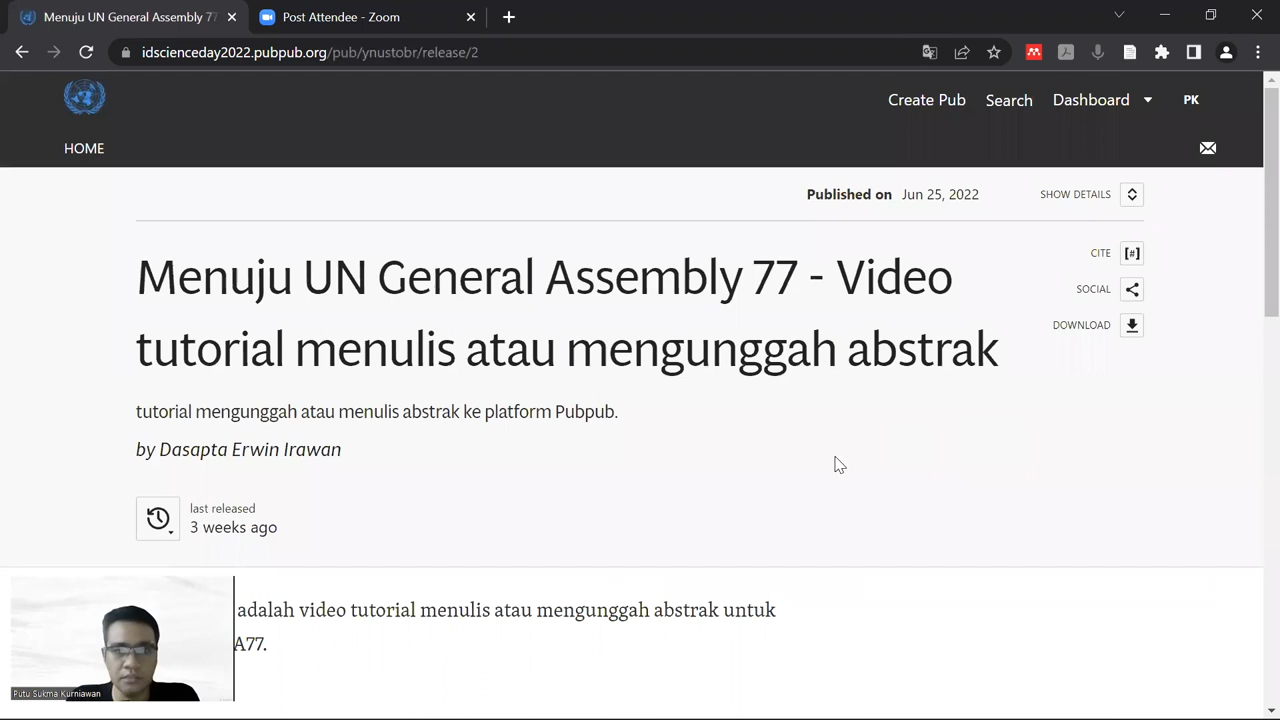 Menuju UN General Assembly 77
Post Attendee - Zoom
idscienceday2022.pubpub.org/pub/ynustobr/release/2
Create Pub
Search
Dashboard
PK
HOME
Published on Jun 25, 2022
SHOW DETAILS
Menuju UN General Assembly 77 - Video
tutorial menulis atau mengunggah abstrak
CITE
SOCIAL
DOWNLOAD
tutorial mengunggah atau menulis abstrak ke platform Pubpub.
by Dasapta Erwin Irawan
last released
3 weeks ago
adalah video tutorial menulis atau mengunggah abstrak untuk
A77.
Putu Sukma Kurniawan